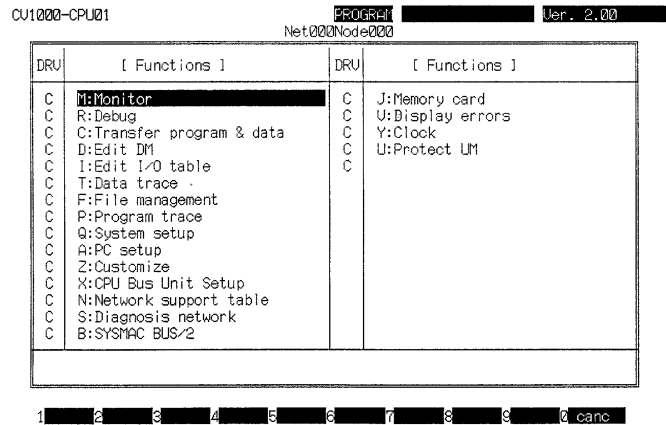 CV1000-CPU01 PROGRAM Ver. 2.00
Net000Node000
DRV [ Functions ] DRV [ Functions ]
C M:Monitor C J:Memory card
C R:Debug C V:Display errors
C C:Transfer program & data C Y:Clock
C D:Edit DM C U:Protect UM
C I:Edit I/O table C
C T:Data trace
C F:File management
C P:Program trace
C Q:System setup
C A:PC setup
C Z:Customize
C X:CPU Bus Unit Setup
C N:Network support table
C S:Diagnosis network
C B:SYSMAC BUS/2
1 2 3 4 5 6 7 8 9 0 canc